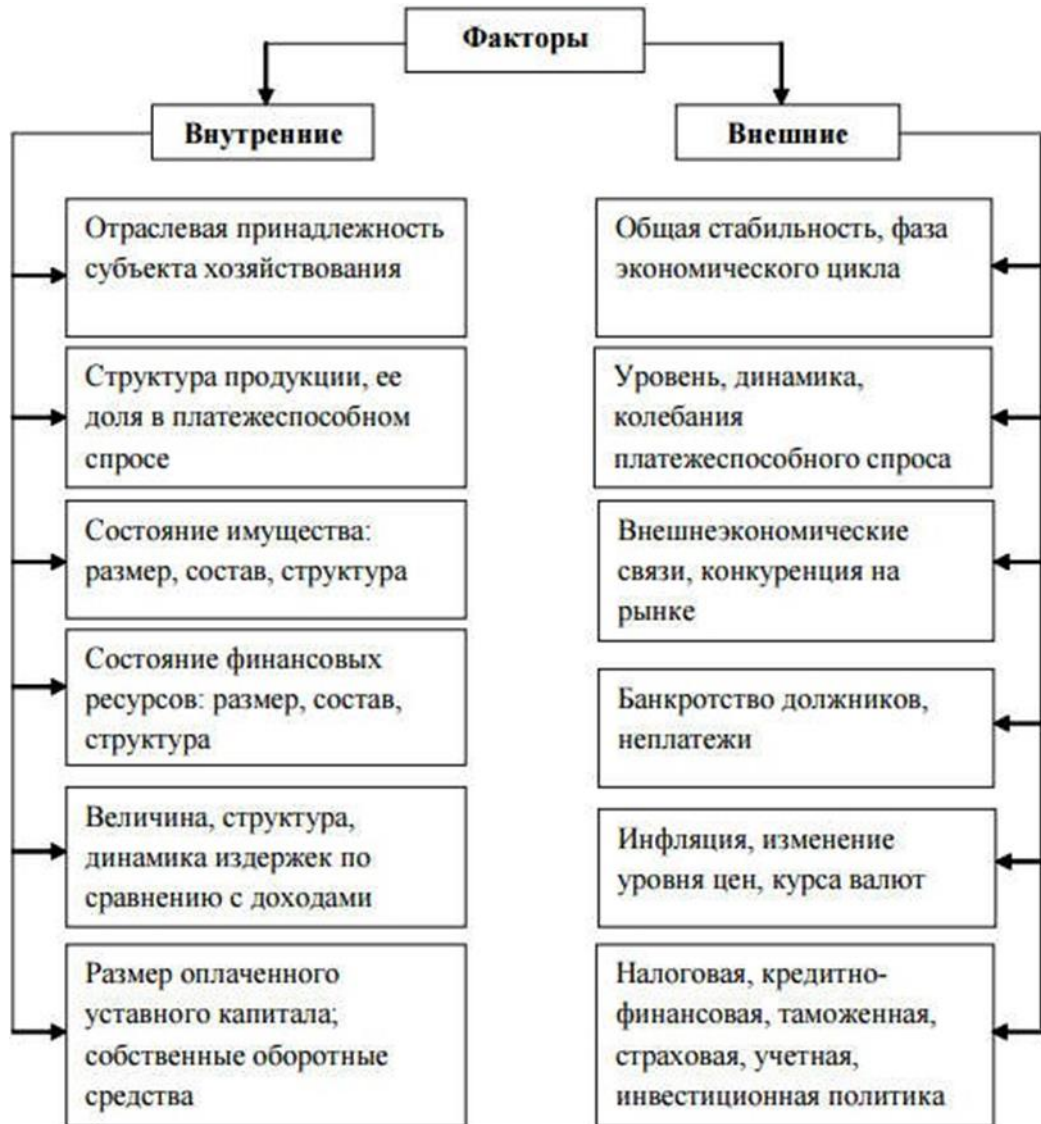 Факторы
Внутренние
Внешние
Отраслевая принадлежность
субъекта хозяйствования
Структура продукции, ее
доля в платежеспособном
спросе
Состояние имущества:
размер, состав, структура
Состояние финансовых
ресурсов: размер, состав,
структура
Величина, структура,
динамика издержек по
сравнению с доходами
Размер оплаченного
уставного капитала;
собственные оборотные
средства
Общая стабильность, фаза
экономического цикла
Уровень, динамика,
колебания
платежеспособного спроса
Внешнеэкономические
связи, конкуренция на
рынке
Банкротство должников,
неплатежи
Инфляция, изменение
уровня цен, курса валют
Налоговая, кредитно-
финансовая, таможенная,
страховая, учетная,
инвестиционная политика